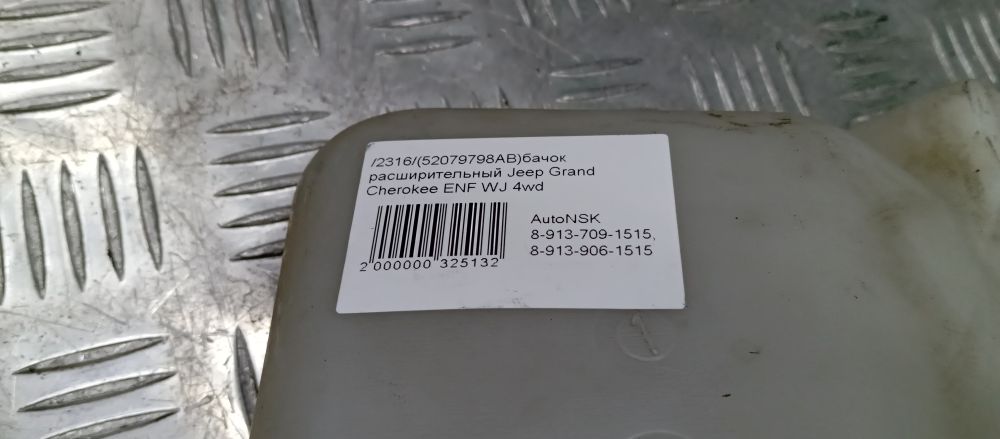 /2316/(52079798AB)бачок
расширительный Jeep Grand
Cherokee ENF WJ 4wd
AutoNSK
8-913-709-1515,
8-913-906-1515
2 000000 325132
1